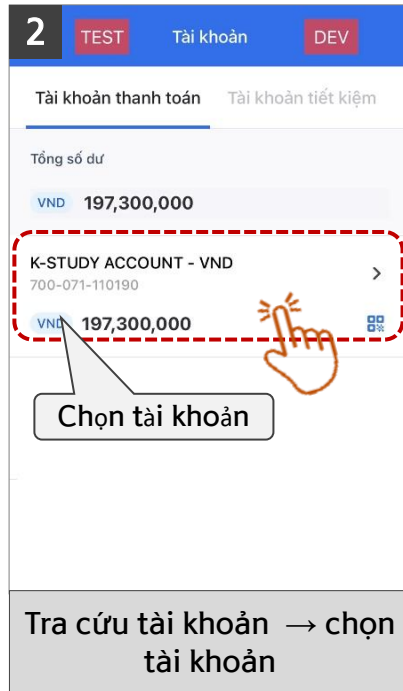 2
TEST Tài khoản DEV
Tài khoản thanh toán Tài khoản tiết kiệm
Tổng số dư
VND 197,300,000
K-STUDY ACCOUNT - VND
700-071-110190
VND 197,300,000
Chọn tài khoản
Tra cứu tài khoản → chọn
tài khoản